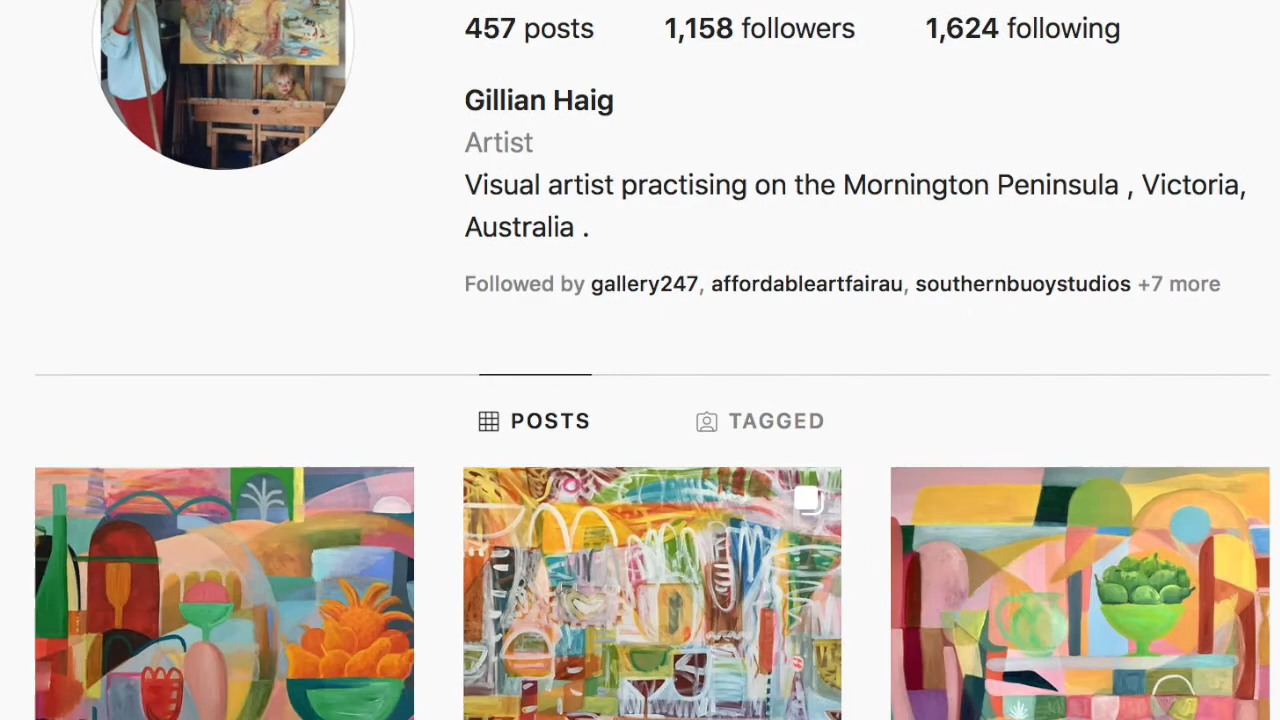 457 posts 1,158 followers 1,624 following
Gillian Haig
Artist
Visual artist practising on the Mornington Peninsula , Victoria,
Australia .
Followed by gallery247, affordableartfairau, southernbuoystudios +7 more
POSTS TAGGED